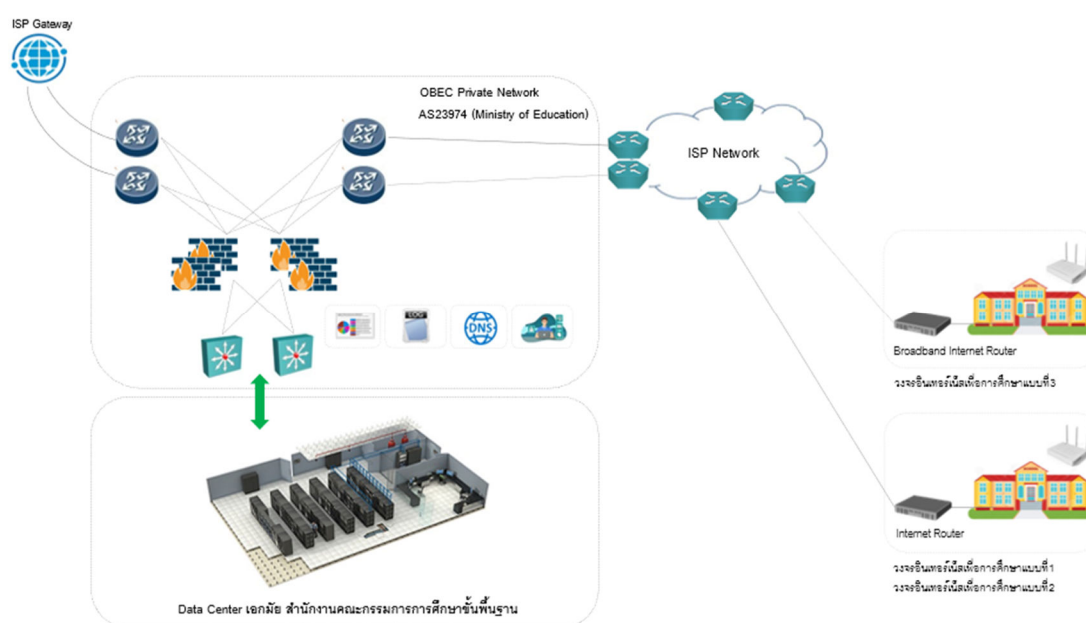 ISP Gateway
OBEC Private Network
AS23974 (Ministry of Education)
ISP Network
LOG
DNS
Broadband Internet Router
วงจรอินเทอร์เน็ตเพื่อการศึกษาแบบที่3
Internet Router
วงจรอินเทอร์เน็ตเพื่อการศึกษาแบบที่1
วงจรอินเทอร์เน็ตเพื่อการศึกษาแบบที่2
Data Center เอกมัย สำนักงานคณะกรรมการการศึกษาขั้นพื้นฐาน